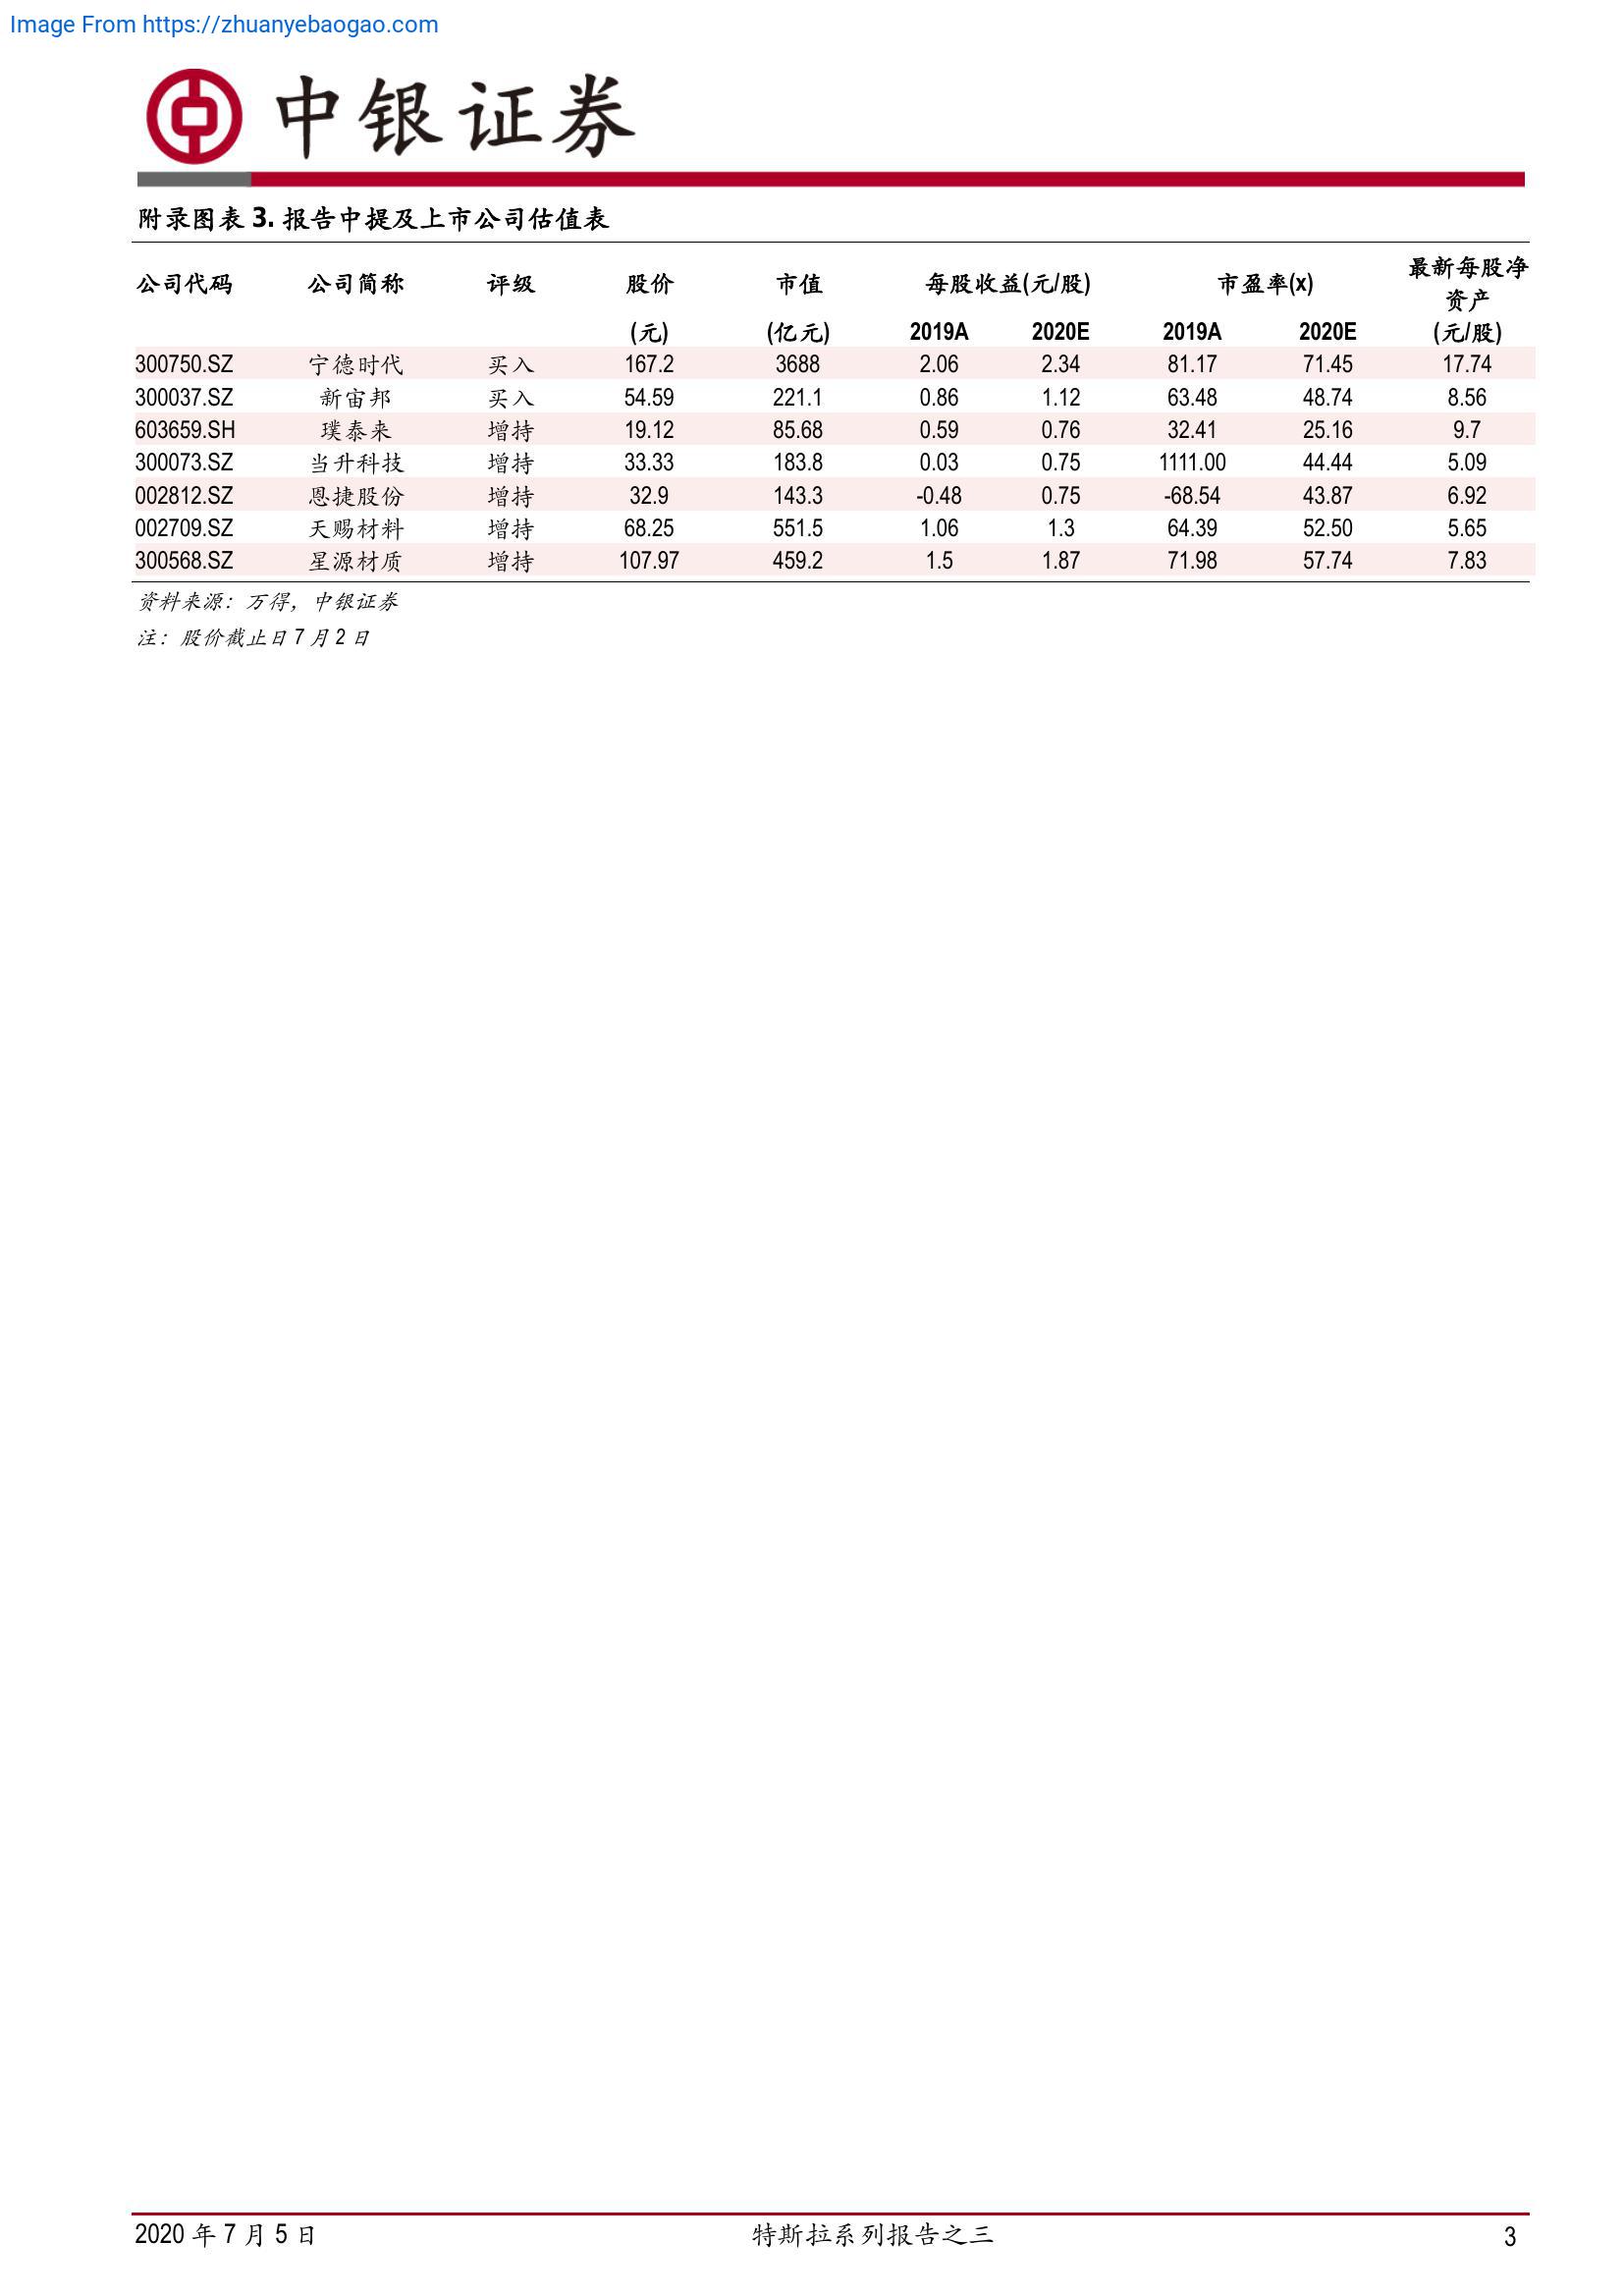 Image From https://zhuanyebaogao.com
中银证券
附录图表 3. 报告中提及上市公司估值表
公司代码 公司简称 评级 股价 市值 每股收益(元/股) 市盈率(x) 最新每股净
资产
(元) (亿元) 2019A 2020E 2019A 2020E (元/股)
300750.SZ 宁德时代 买入 167.2 3688 2.06 2.34 81.17 71.45 17.74
300037.SZ 新宙邦 买入 54.59 221.1 0.86 1.12 63.48 48.74 8.56
603659.SH 璞泰来 增持 19.12 85.68 0.59 0.76 32.41 25.16 9.7
300073.SZ 当升科技 增持 33.33 183.8 0.03 0.75 1111.00 44.44 5.09
002812.SZ 恩捷股份 增持 32.9 143.3 -0.48 0.75 -68.54 43.87 6.92
002709.SZ 天赐材料 增持 68.25 551.5 1.06 1.3 64.39 52.50 5.65
300568.SZ 星源材质 增持 107.97 459.2 1.5 1.87 71.98 57.74 7.83
资料来源：万得，中银证券
注：股价截止日 7 月 2 日
2020 年 7 月 5 日 特斯拉系列报告之三 3